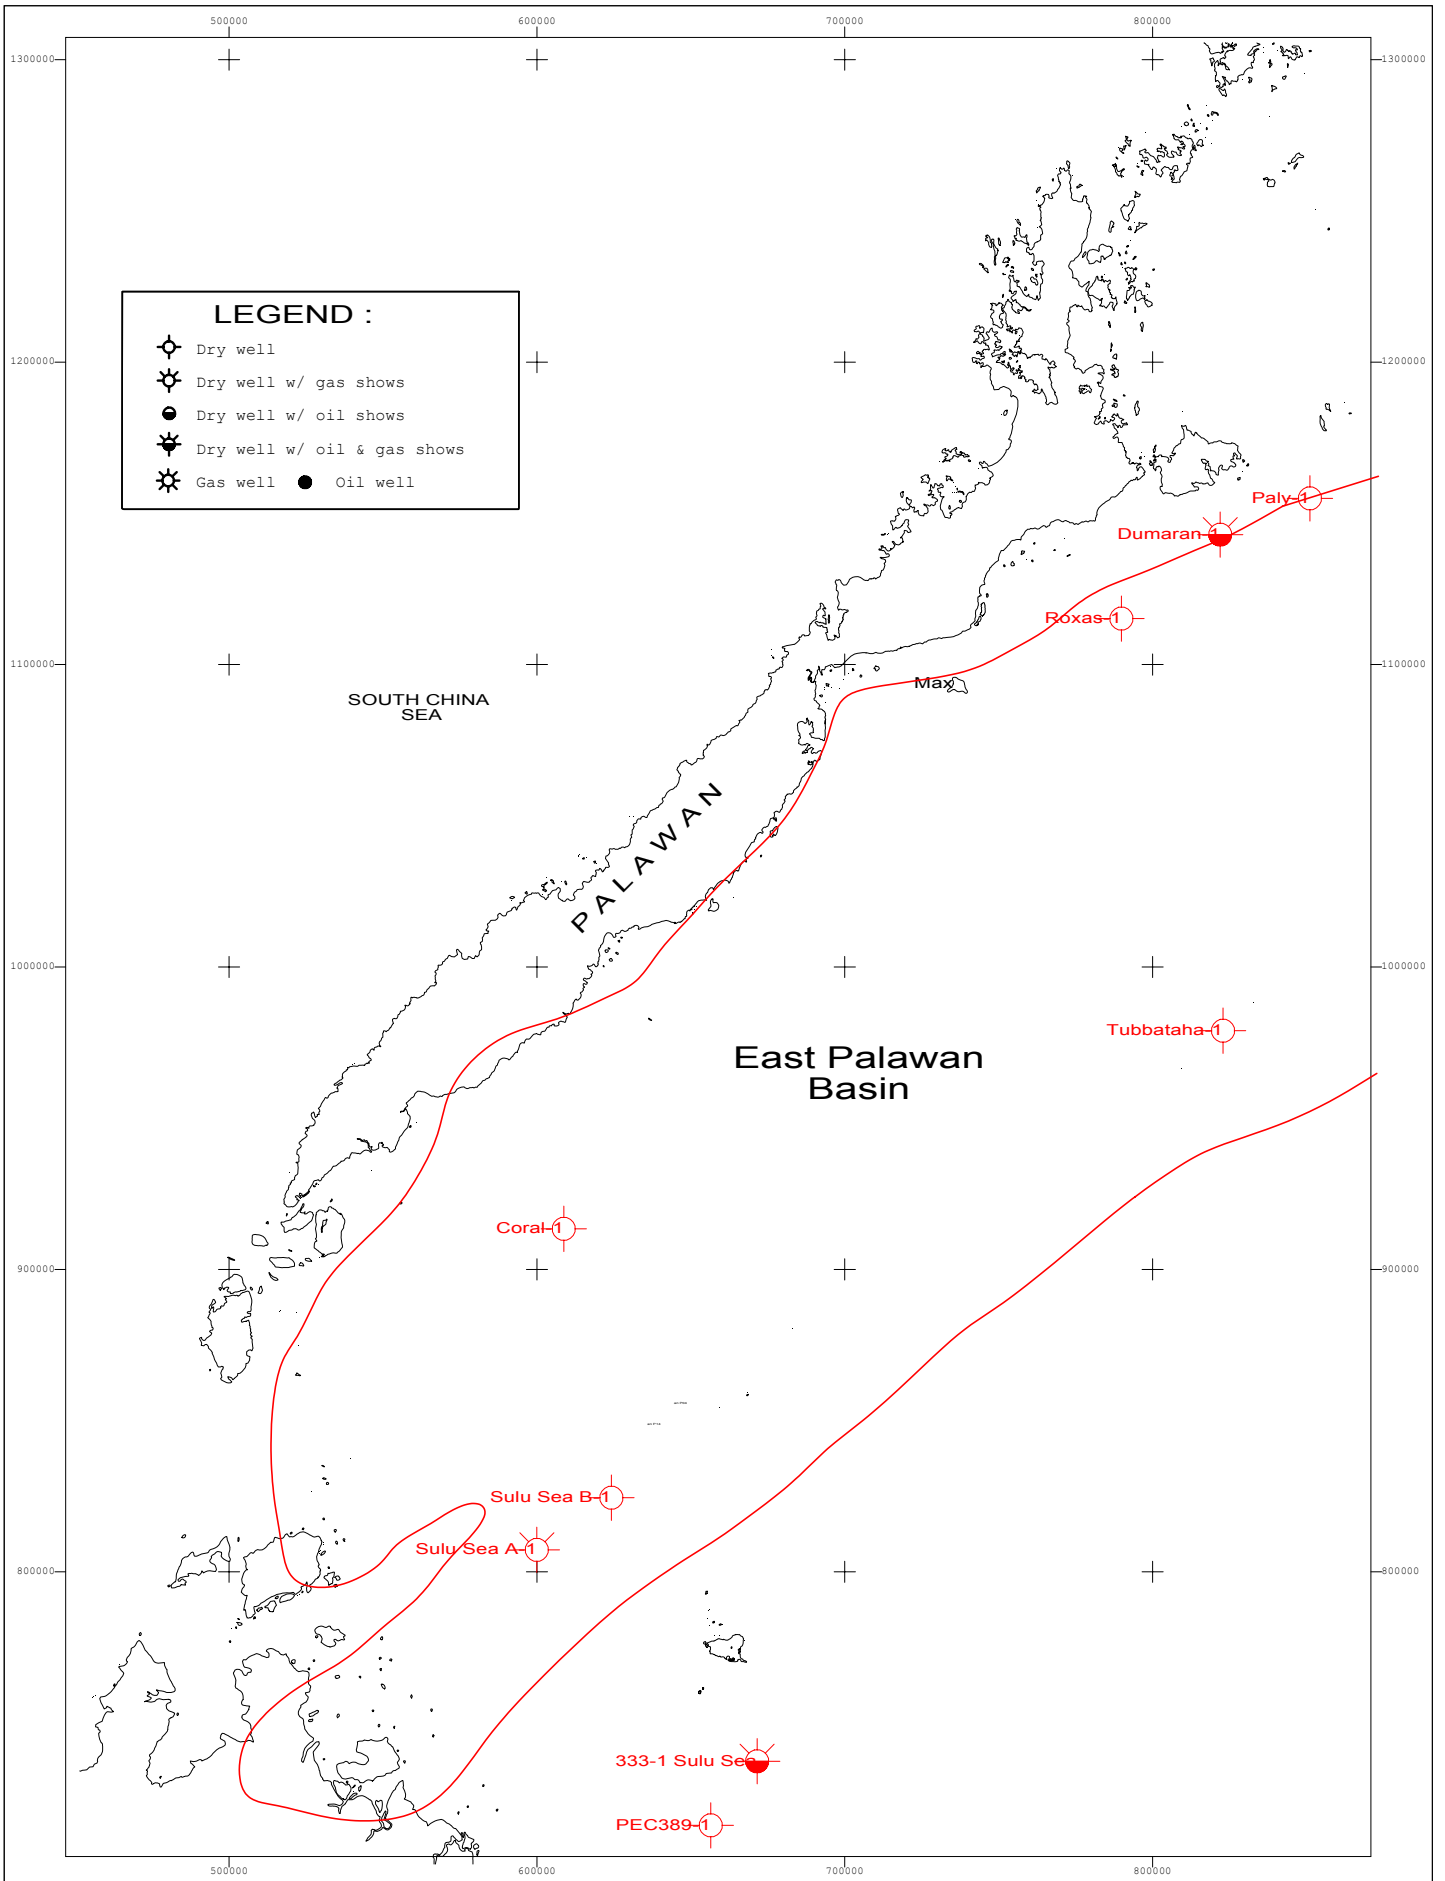 500000 600000 700000 800000
1300000 1300000
LEGEND :
Dry well
Dry well w/ gas shows
Dry well w/ oil shows
Dry well w/ oil & gas shows
Gas well Oil well
1200000 1200000
Paly-1
Dumaran-1
Roxas-1
1100000 1100000
Max
SOUTH CHINA
SEA
PALAWAN
1000000 1000000
Tubbataha-1
East Palawan
Basin
Coral-1
900000 900000
Sulu Sea B-1
Sulu Sea A-1
800000 800000
333-1 Sulu Sea
PEC389-1
500000 600000 700000 800000